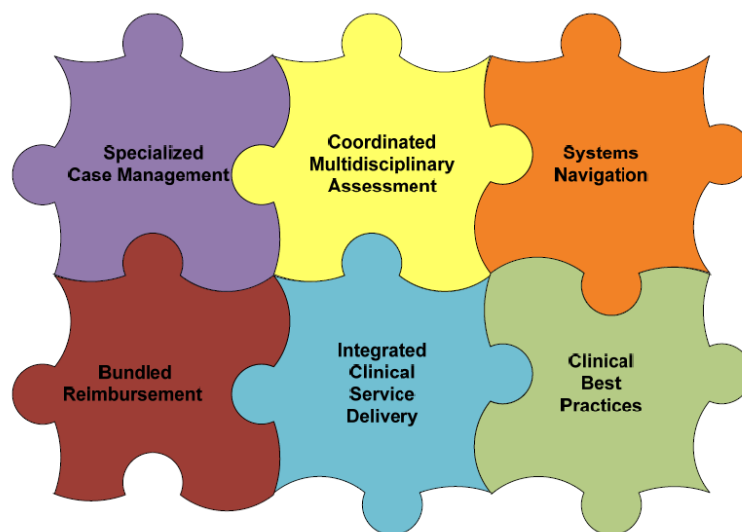 Specialized
Case Management
Coordinated
Multidisciplinary
Assessment
Systems
Navigation
Bundled
Reimbursement
Integrated
Clinical
Service
Delivery
Clinical
Best
Practices